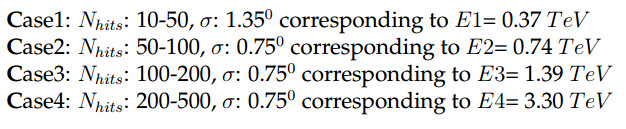 Case1: N_hits: 10-50, σ: 1.35⁰ corresponding to E1= 0.37 TeV
Case2: N_hits: 50-100, σ: 0.75⁰ corresponding to E2= 0.74 TeV
Case3: N_hits: 100-200, σ: 0.75⁰ corresponding to E3= 1.39 TeV
Case4: N_hits: 200-500, σ: 0.75⁰ corresponding to E4= 3.30 TeV